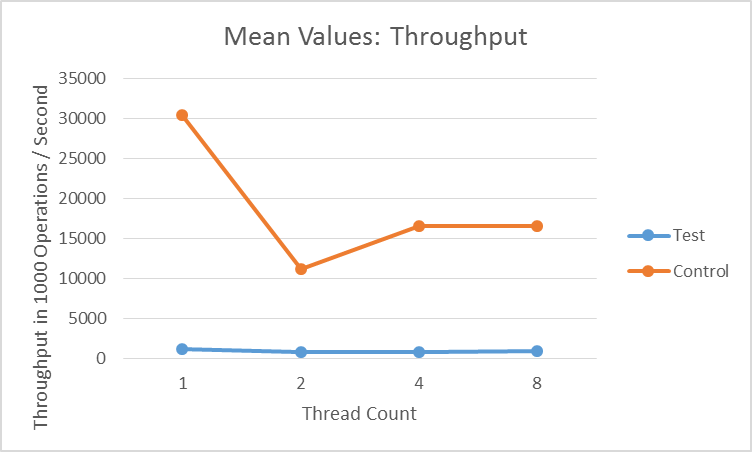 Mean Values: Throughput
Throughput in 1000 Operations / Second
35000
30000
25000
20000
15000
10000
5000
0
1 2 4 8
Thread Count
Test
Control